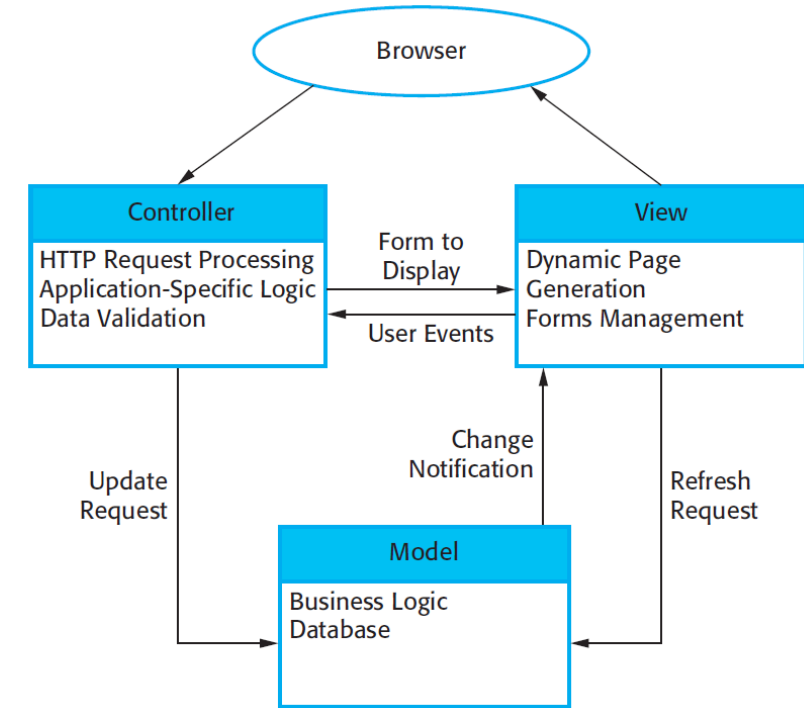 Browser
Controller
HTTP Request Processing
Application-Specific Logic
Data Validation
Form to
Display
User Events
View
Dynamic Page
Generation
Forms Management
Update
Request
Change
Notification
Refresh
Request
Model
Business Logic
Database